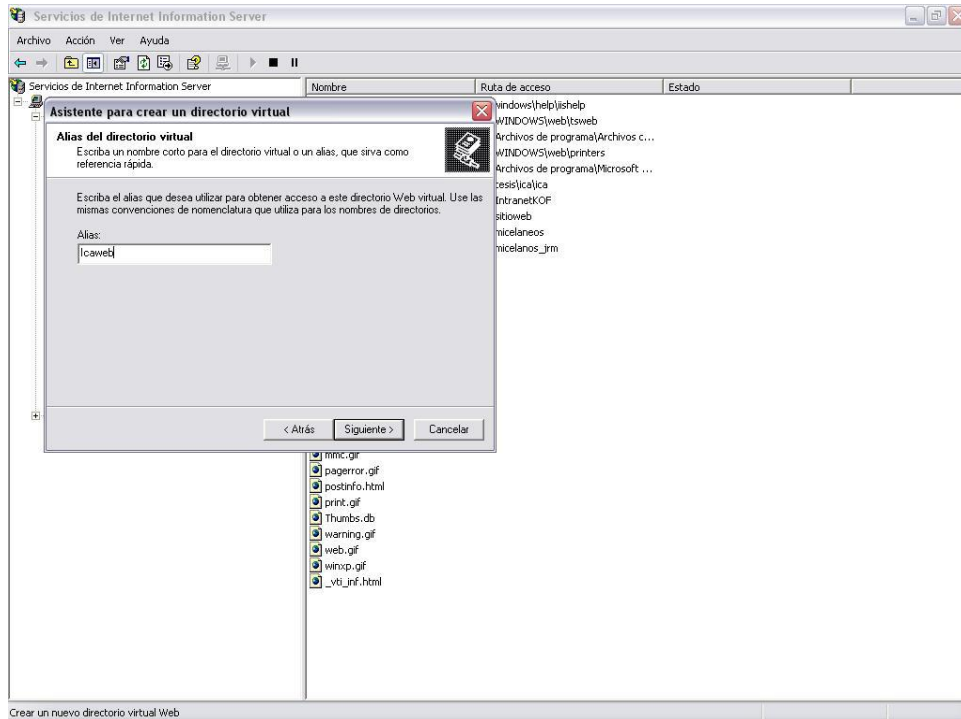 Servicios de Internet Information Server
Archivo Acción Ver Ayuda
Servicios de Internet Information Server
Nombre Ruta de acceso Estado
Asistente para crear un directorio virtual
Alias del directorio virtual
Escriba un nombre corto para el directorio virtual o un alias, que sirva como
referencia rápida.
Escriba el alias que desea utilizar para obtener acceso a este directorio Web virtual. Use las
mismas convenciones de nomenclatura que utiliza para los nombres de directorios.
Alias:
Icaweb
< Atrás Siguiente > Cancelar
windows\help\iishelp
WINDOWS\web\tsweb
Archivos de programa\Archivos c...
WINDOWS\web\printers
Archivos de programa\Microsoft ...
tesis\ica\ica
IntranetKOF
sitioweb
micelaneos
micelanos_jrm
mmc.gif
pagerror.gif
postinfo.html
print.gif
Thumbs.db
warning.gif
web.gif
winxp.gif
_vti_inf.html
Crear un nuevo directorio virtual Web